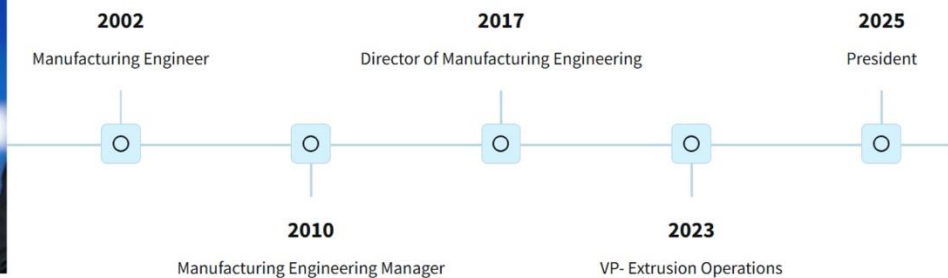 2002
Manufacturing Engineer
2010
Manufacturing Engineering Manager
2017
Director of Manufacturing Engineering
2023
VP- Extrusion Operations
2025
President